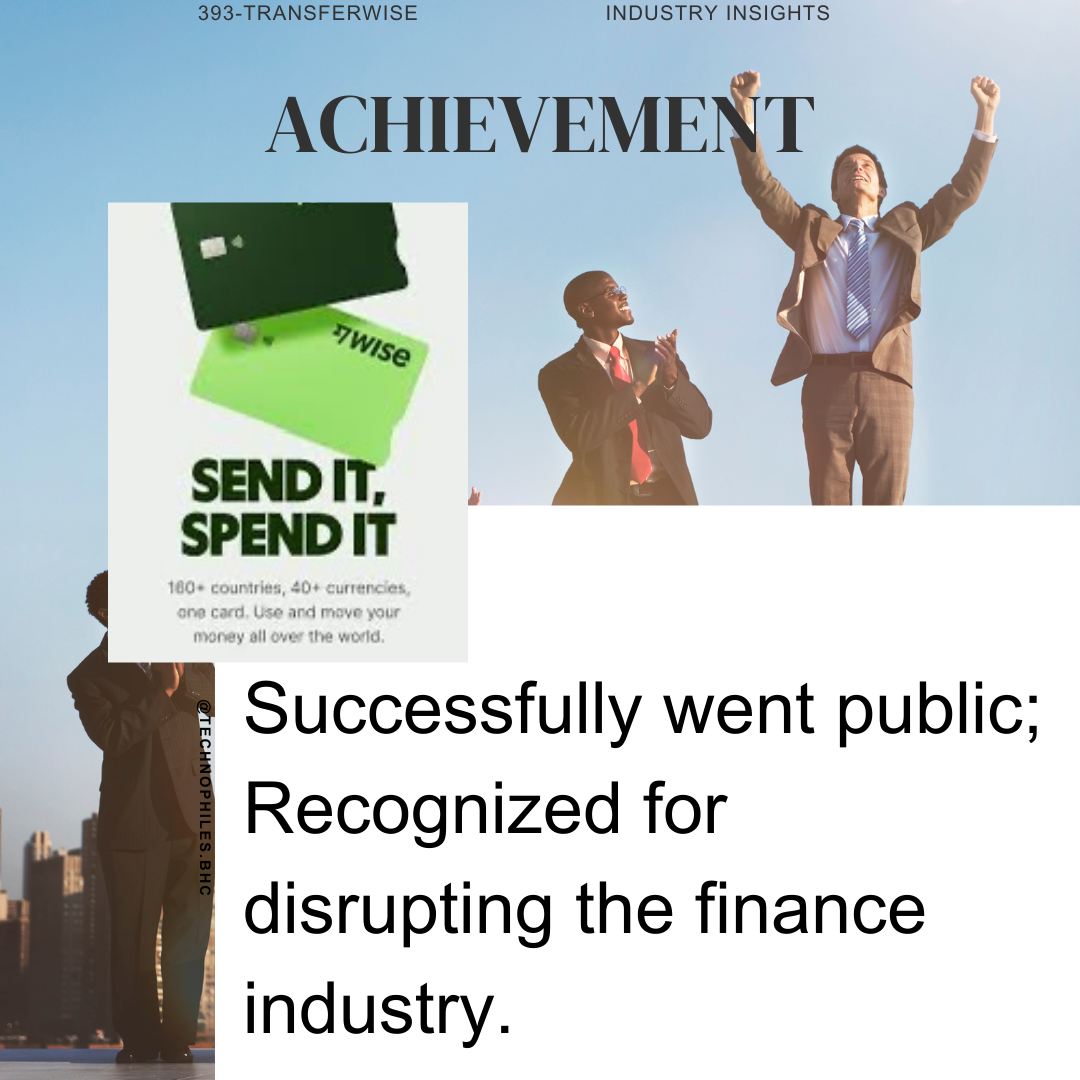 393-TRANSFERWISE
INDUSTRY INSIGHTS
ACHIEVEMENT
wise
SEND IT,
SPEND IT
160+ countries, 40+ currencies,
one card. Use and move your
money all over the world.
@TECHNOPHILES.BHC
Successfully went public;
Recognized for
disrupting the finance
industry.